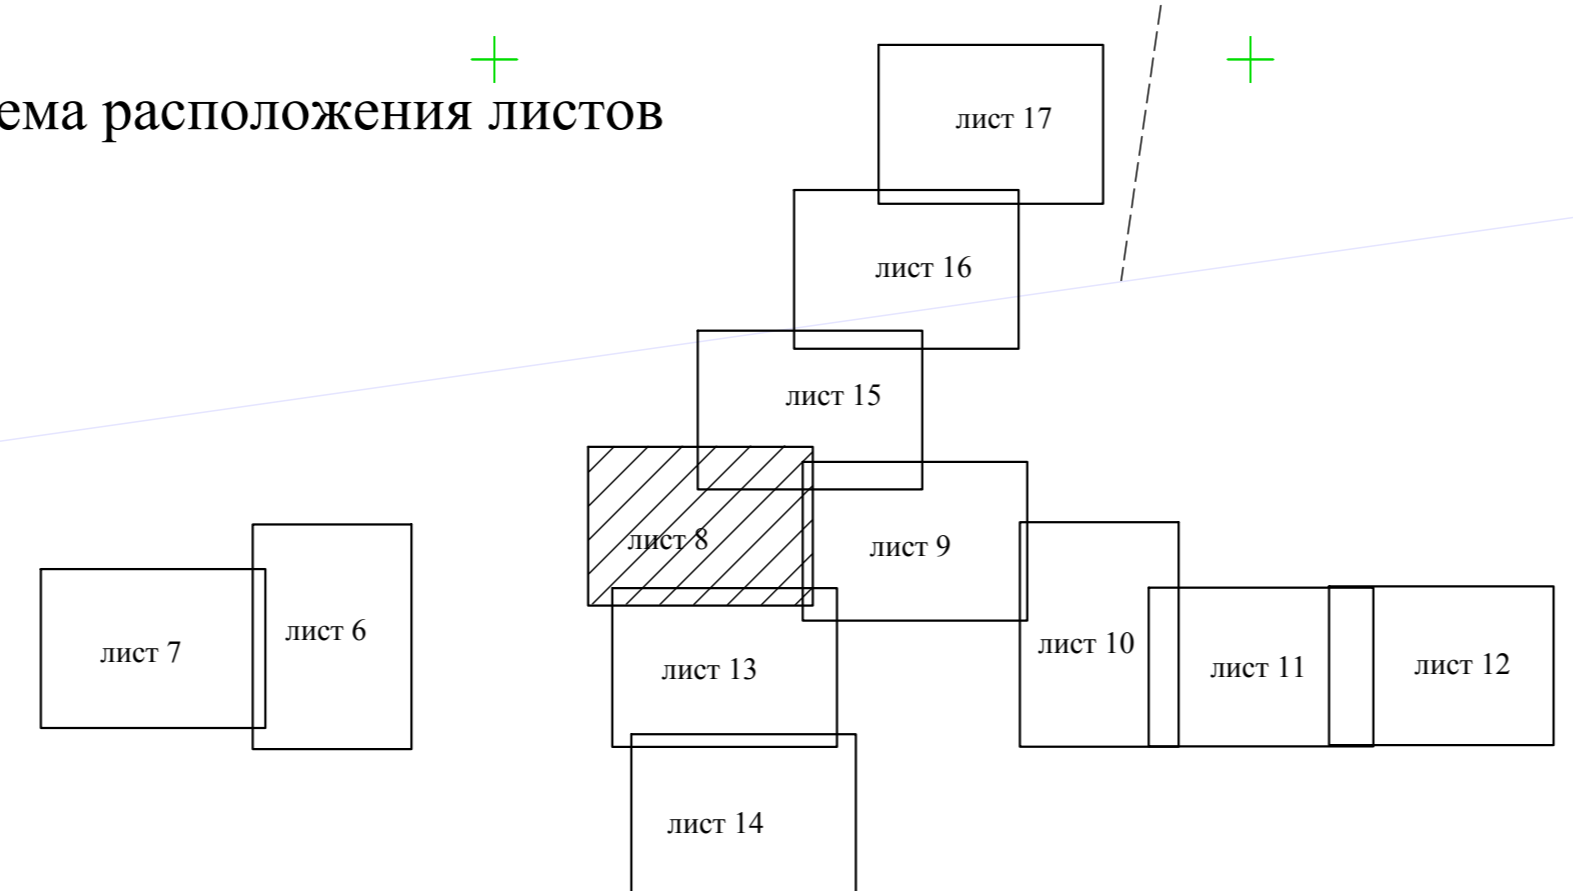 ема расположения листов
лист 17
лист 16
лист 15
лист 8
лист 9
лист 6
лист 7
лист 10
лист 11
лист 12
лист 13
лист 14